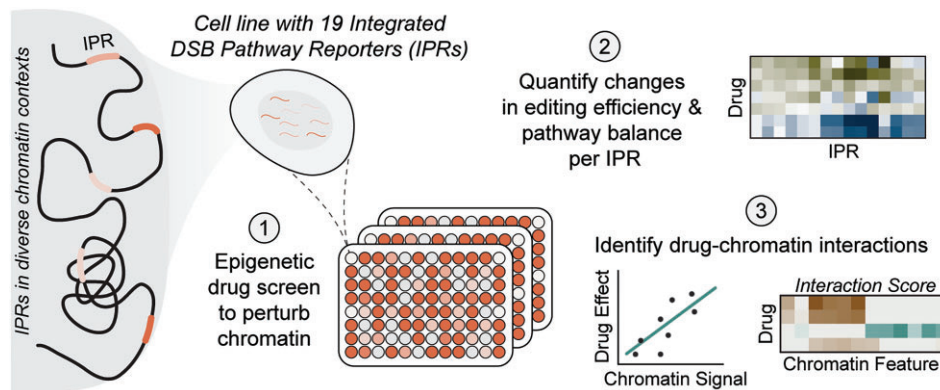 IPRs in diverse chromatin contexts
IPR
Cell line with 19 Integrated
DSB Pathway Reporters (IPRs)
1
Epigenetic
drug screen
to perturb
chromatin
2
Quantify changes
in editing efficiency &
pathway balance
per IPR
Drug
IPR
3
Identify drug-chromatin interactions
Drug Effect
Chromatin Signal
Interaction Score
Drug
Chromatin Feature